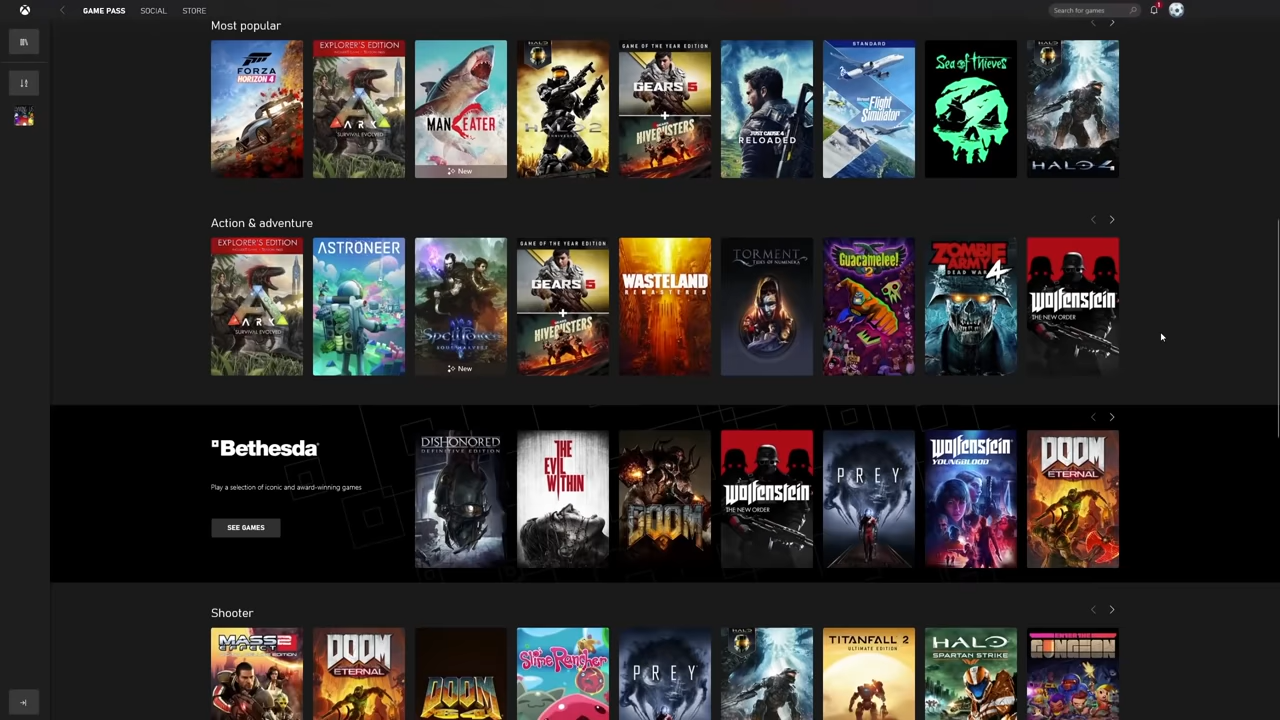 GAME PASS
SOCIAL
STORE
Search for games
1
Most popular
FORZA
HORIZON 4
EXPLORER'S EDITION
ARK
SURVIVAL EVOLVED
MANEATER
New
HALO 2
GAME OF THE YEAR EDITION
GEARS 5
+
HIVEBUSTERS
JUST CAUSE 4
RELOADED
STANDARD
Flight
Simulator
Sea of Thieves
HALO 4
Action & adventure
EXPLORER'S EDITION
ARK
SURVIVAL EVOLVED
ASTRONEER
SpellForce
New
GAME OF THE YEAR EDITION
GEARS 5
+
HIVEBUSTERS
WASTELAND
REMASTERED
TORMENT
TIDES OF NUMENERA
Guacamelee!
2
ZOMBIE
ARMY 4
DEAD WAR
Wolfenstein
THE NEW ORDER
Bethesda
Play a selection of iconic and award-winning games
SEE GAMES
DISHONORED
DEFINITIVE EDITION
THE
EVIL
WITHIN
DOOM
Wolfenstein
THE NEW ORDER
PREY
Wolfenstein
YOUNGBLOOD
DOOM
ETERNAL
Shooter
MASS
EFFECT
2
DOOM
ETERNAL
DOOM
64
Slime Rancher
PREY
HALO
TITANFALL 2
ULTIMATE EDITION
HALO
SPARTAN STRIKE
ENTER THE
GUNGEON